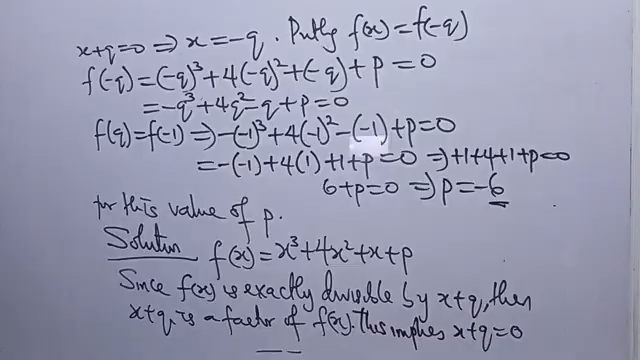 x+q=0 ⇒ x=-q. Putting f(x)=f(-q)
f(-q)=(-q)³+4(-q)²+(-q)+p=0
=-q³+4q²-q+p=0
f(q)=f(-1) ⇒ -(-1)³+4(-1)²-(-1)+p=0
=-(-1)+4(1)+1+p=0 ⇒ +1+4+1+p=0
6+p=0 ⇒ p=-6
for this value of p.
Solution f(x)=x³+4x²+x+p
Since f(x) is exactly divisible by x+q, then
x+q is a factor of f(x). This implies x+q=0